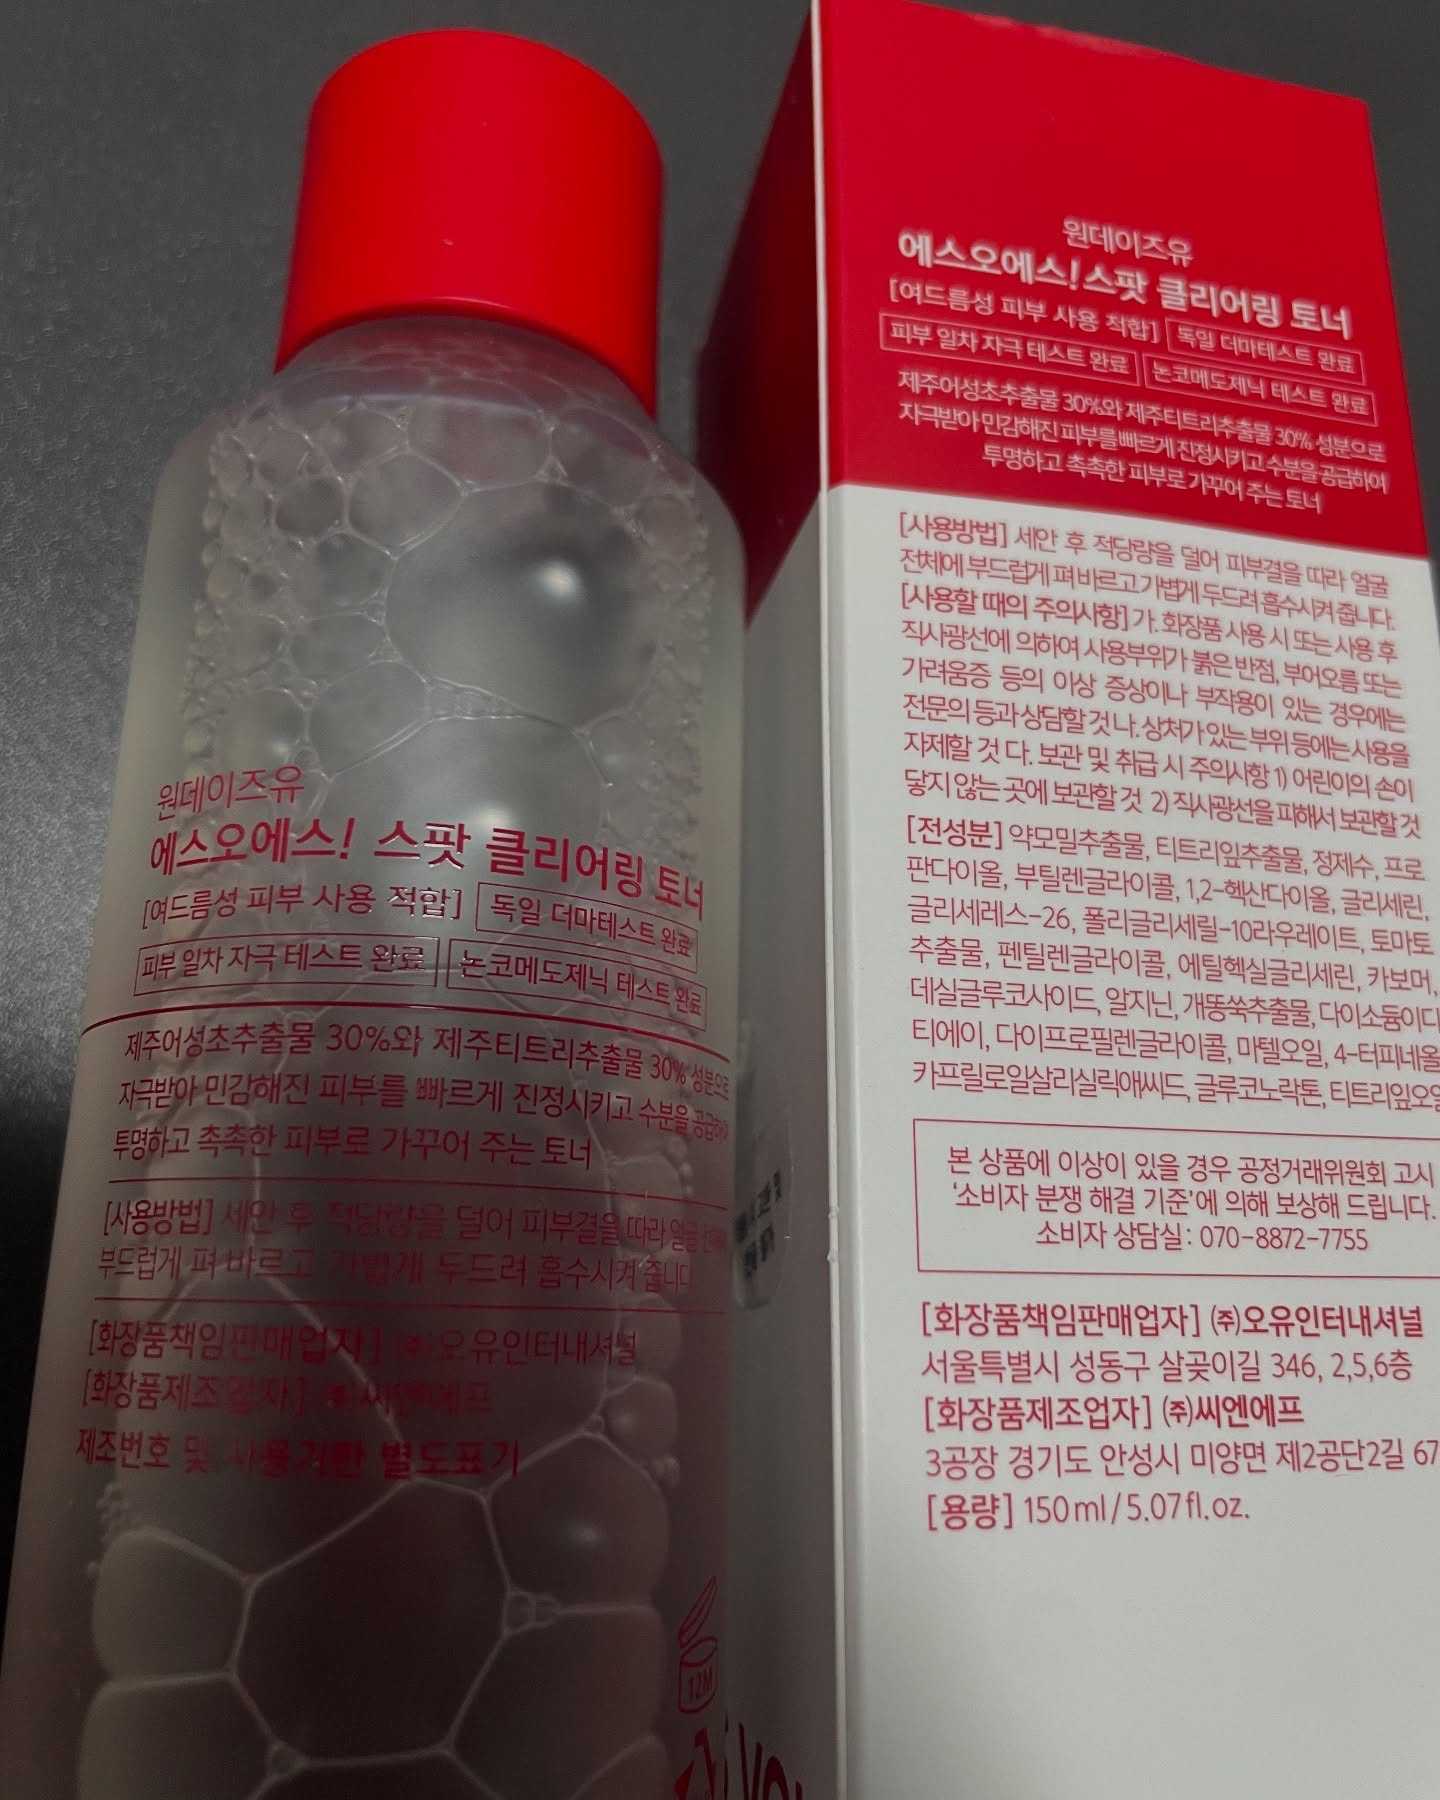 원데이즈유
에스오에스! 스팟 클리어링 토너
[여드름성 피부 사용 적합] 독일 더마테스트 완료
피부 일차 자극 테스트 완료 논코메도제닉 테스트 완료
제주어성초추출물 30%와 제주티트리추출물 30% 성분으로
자극받아 민감해진 피부를 빠르게 진정시키고 수분을 공급하여
투명하고 촉촉한 피부로 가꾸어 주는 토너
[사용방법] 세안 후 적당량을 덜어 피부결을 따라 얼굴
부드럽게 펴 바르고 가볍게 두드려 흡수시켜 줍니다
[화장품책임판매업자] (주)오유인터내셔널
[화장품제조업자] (주)씨엔에프
제조번호 및 사용기한 별도표기
12M
원데이즈유
에스오에스! 스팟 클리어링 토너
[여드름성 피부 사용 적합] 독일 더마테스트 완료
피부 일차 자극 테스트 완료 논코메도제닉 테스트 완료
제주어성초추출물 30%와 제주티트리추출물 30% 성분으로
자극받아 민감해진 피부를 빠르게 진정시키고 수분을 공급하여
투명하고 촉촉한 피부로 가꾸어 주는 토너
[사용방법] 세안 후 적당량을 덜어 피부결을 따라 얼굴
전체에 부드럽게 펴 바르고 가볍게 두드려 흡수시켜 줍니다.
[사용할 때의 주의사항] 가. 화장품 사용 시 또는 사용 후
직사광선에 의하여 사용부위가 붉은 반점, 부어오름 또는
가려움증 등의 이상 증상이나 부작용이 있는 경우에는
전문의 등과 상담할 것 나. 상처가 있는 부위 등에는 사용을
자제할 것 다. 보관 및 취급 시 주의사항 1) 어린이의 손이
닿지 않는 곳에 보관할 것 2) 직사광선을 피해서 보관할 것
[전성분] 약모밀추출물, 티트리잎추출물, 정제수, 프로
판다이올, 부틸렌글라이콜, 1,2-헥산다이올, 글리세린,
글리세레스-26, 폴리글리세릴-10라우레이트, 토마토
추출물, 펜틸렌글라이콜, 에틸헥실글리세린, 카보머,
데실글루코사이드, 알지닌, 개똥쑥추출물, 다이소듐이디
티에이, 다이프로필렌글라이콜, 마텔오일, 4-터피네올
카프릴로일살리실릭애씨드, 글루코노락톤, 티트리잎오일
본 상품에 이상이 있을 경우 공정거래위원회 고시
'소비자 분쟁 해결 기준'에 의해 보상해 드립니다.
소비자 상담실: 070-8872-7755
[화장품책임판매업자] (주)오유인터내셔널
서울특별시 성동구 살곶이길 346, 2,5,6층
[화장품제조업자] (주)씨엔에프
3공장 경기도 안성시 미양면 제2공단2길 67
[용량] 150ml/5.07fl.oz.